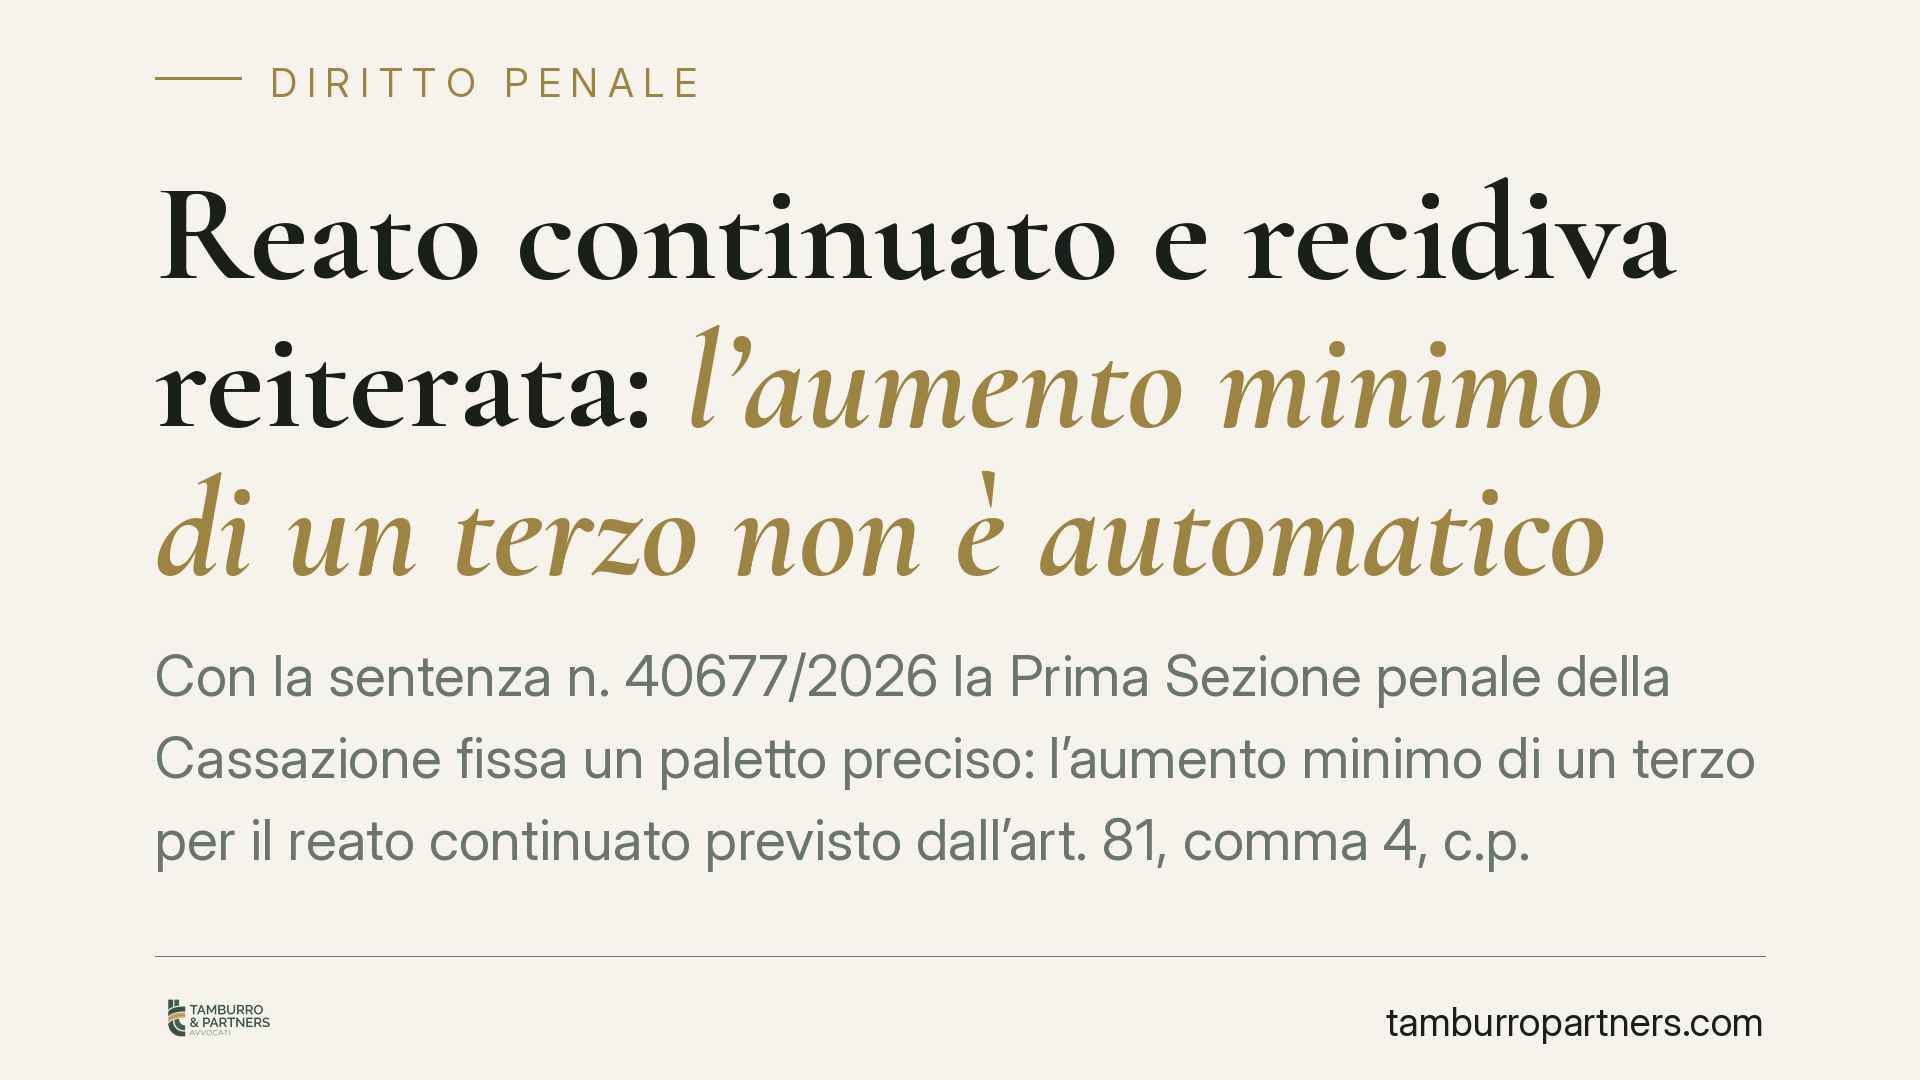 DIRITTO PENALE
Reato continuato e recidiva
reiterata: l’aumento minimo
di un terzo non è automatico
Con la sentenza n. 40677/2026 la Prima Sezione penale della
Cassazione fissa un paletto preciso: l’aumento minimo di un terzo
per il reato continuato previsto dall’art. 81, comma 4, c.p.
TAMBURRO
& PARTNERS
AVVOCATI
tamburropartners.com